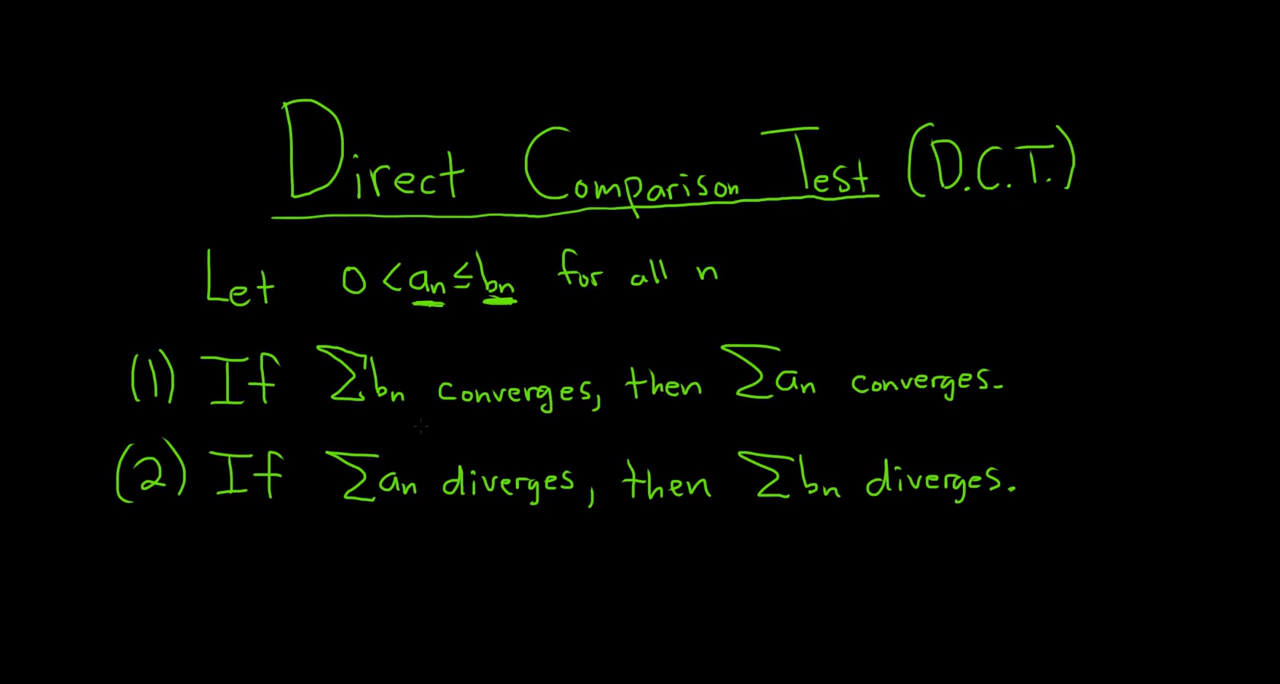 Direct Comparison Test (D.C.T.)
Let 0 < an ≤ bn for all n
(1) If ∑bn converges, then ∑an converges.
(2) If ∑an diverges, then ∑bn diverges.